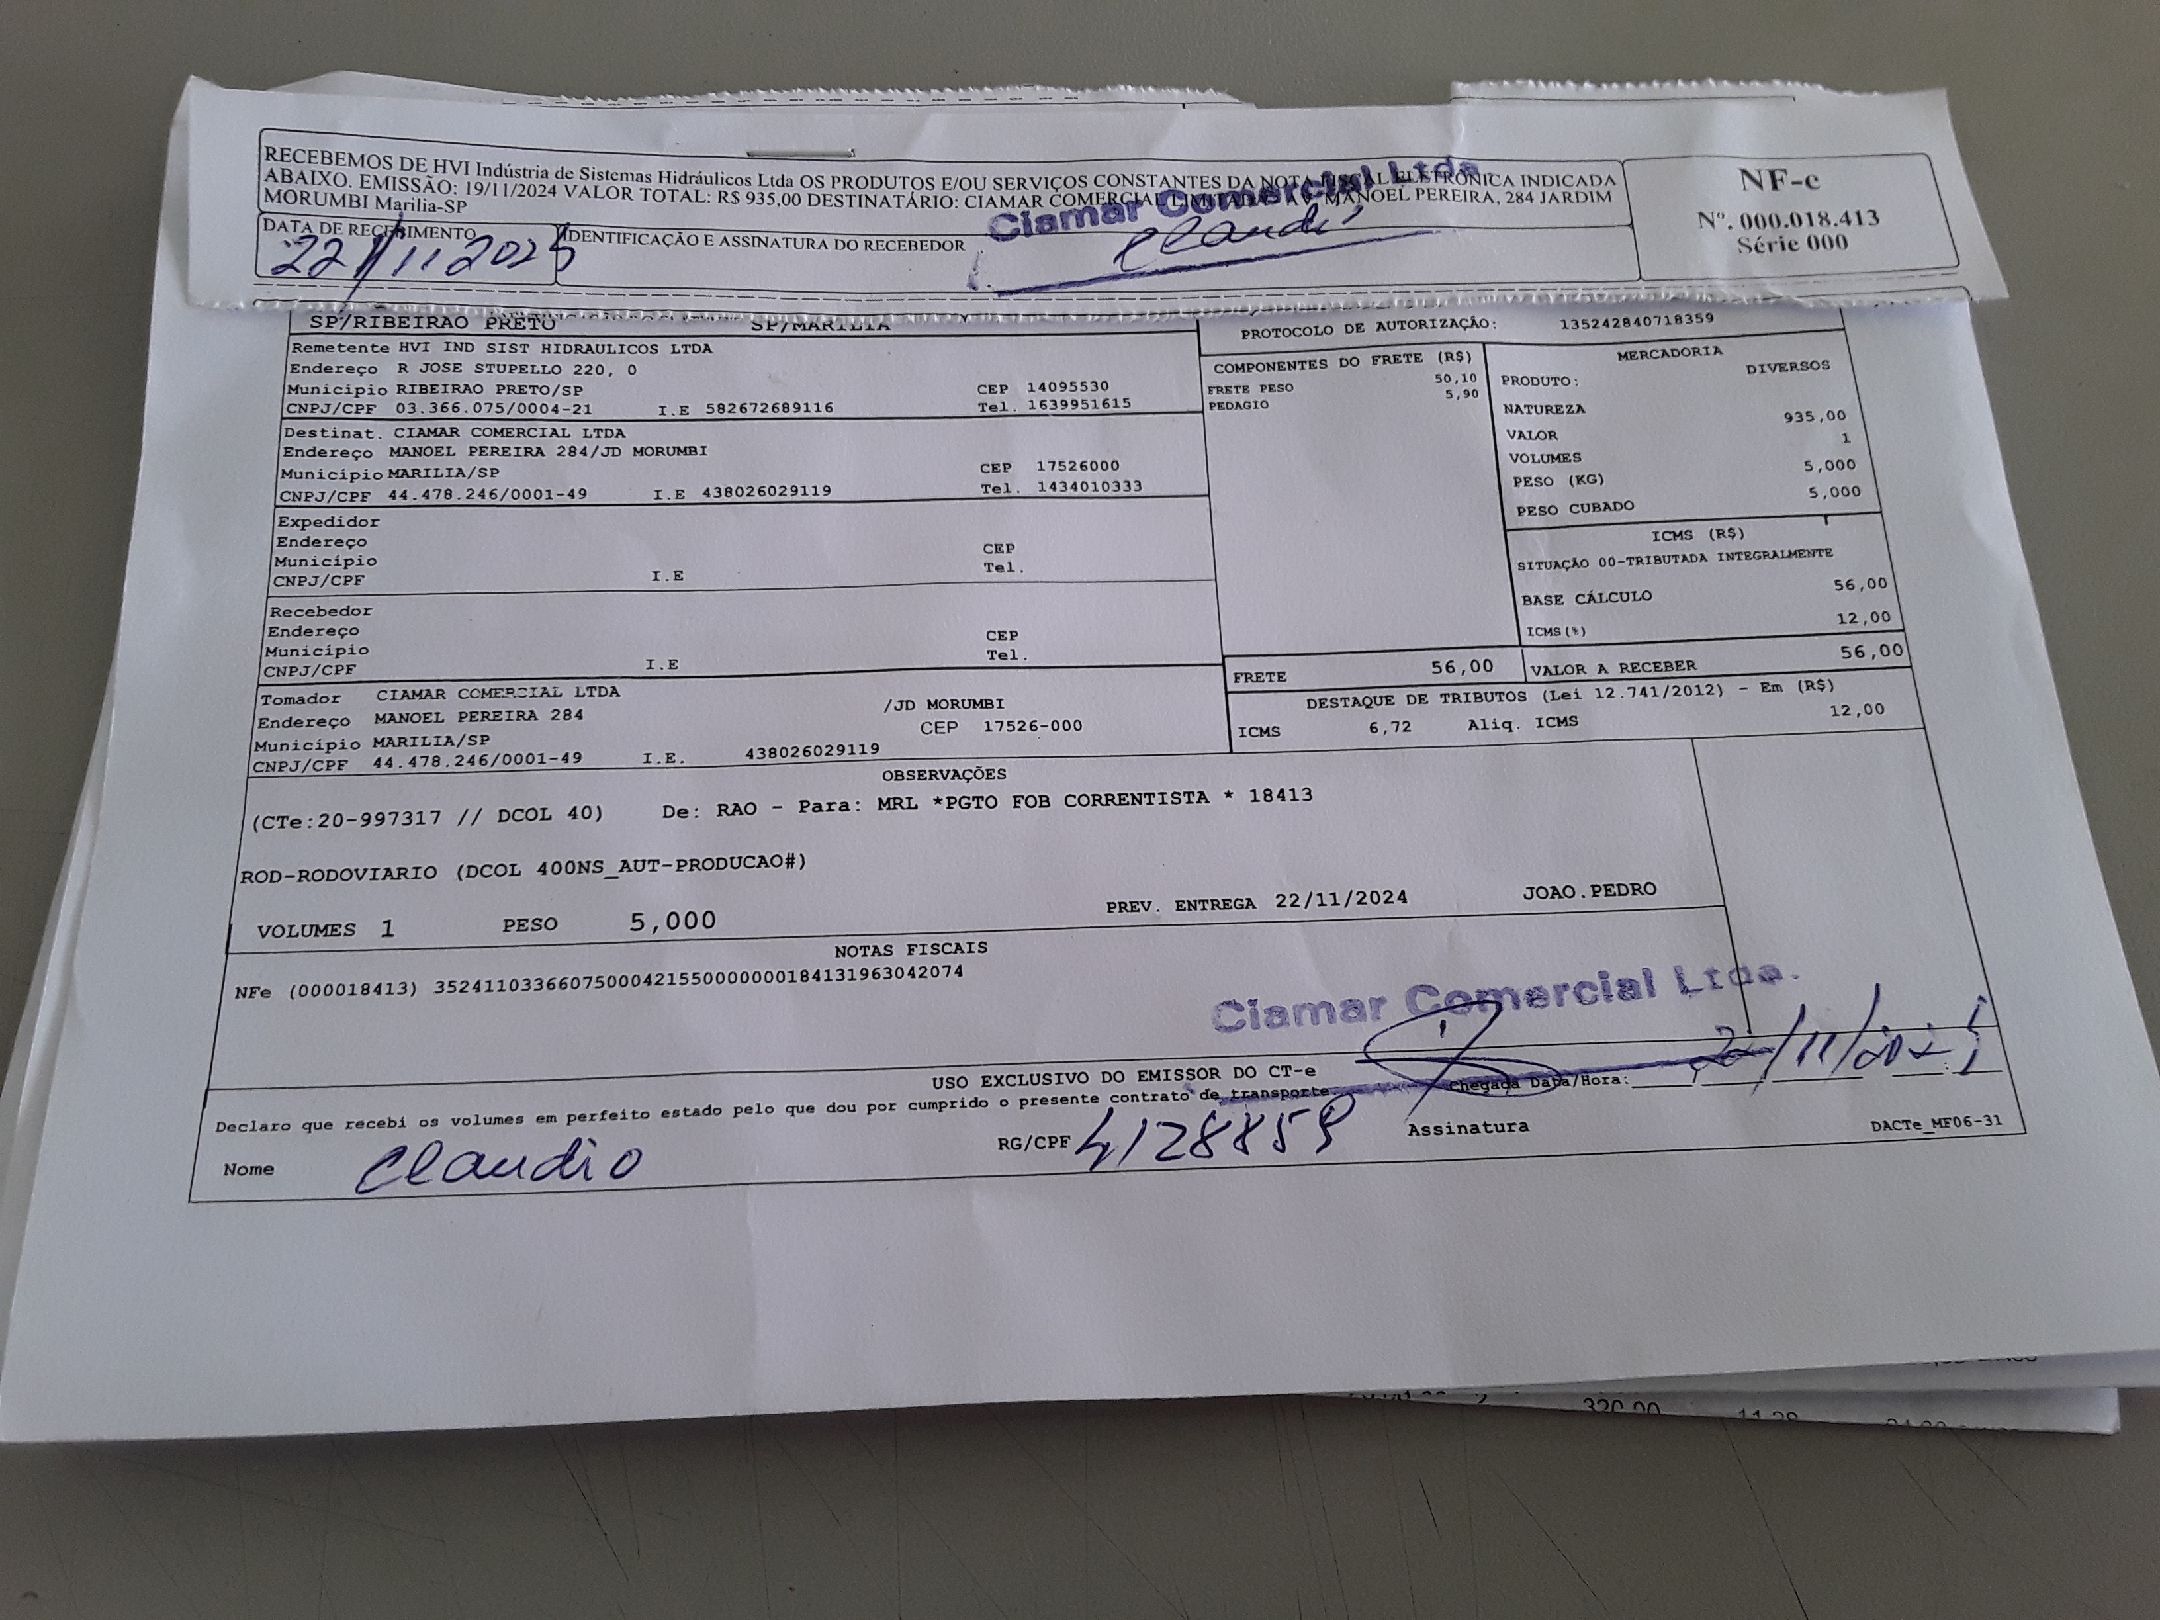 RECEBEMOS DE HVI Indústria de Sistemas Hidráulicos Ltda OS PRODUTOS E/OU SERVIÇOS CONSTANTES DA NOTA FISCAL ELETRÔNICA INDICADA
ABAIXO. EMISSÃO: 19/11/2024 VALOR TOTAL: R$ 935,00 DESTINATÁRIO: CIAMAR COMERCIAL LIMITADA - AV MANOEL PEREIRA, 284 JARDIM
MORUMBI Marilia-SP
Ciamar Comercial Ltda.
NF-e
Nº. 000.018.413
Série 000
DATA DE RECEBIMENTO
IDENTIFICAÇÃO E ASSINATURA DO RECEBEDOR
22/11 2025
Claudio
SP/RIBEIRAO PRETO SP/MARILIA
PROTOCOLO DE AUTORIZAÇÃO: 135242840718359
Remetente HVI IND SIST HIDRAULICOS LTDA
Endereço R JOSE STUPELLO 220, 0
Município RIBEIRAO PRETO/SP CEP 14095530
CNPJ/CPF 03.366.075/0004-21 I.E 582672689116 Tel. 1639951615
COMPONENTES DO FRETE (R$)
FRETE PESO 50,10
PEDAGIO 5,90
MERCADORIA
PRODUTO: DIVERSOS
NATUREZA
VALOR 935,00
VOLUMES 1
PESO (KG) 5,000
PESO CUBADO 5,000
Destinat. CIAMAR COMERCIAL LTDA
Endereço MANOEL PEREIRA 284/JD MORUMBI
Município MARILIA/SP CEP 17526000
CNPJ/CPF 44.478.246/0001-49 I.E 438026029119 Tel. 1434010333
Expedidor
Endereço
Município CEP
CNPJ/CPF I.E Tel.
ICMS (R$)
SITUAÇÃO 00-TRIBUTADA INTEGRALMENTE
BASE CÁLCULO 56,00
ICMS(%) 12,00
Recebedor
Endereço
Município CEP
CNPJ/CPF I.E Tel.
FRETE 56,00 VALOR A RECEBER 56,00
Tomador CIAMAR COMERCIAL LTDA
Endereço MANOEL PEREIRA 284 /JD MORUMBI
Município MARILIA/SP CEP 17526-000
CNPJ/CPF 44.478.246/0001-49 I.E. 438026029119
DESTAQUE DE TRIBUTOS (Lei 12.741/2012) - Em (R$)
ICMS 6,72 Aliq. ICMS 12,00
OBSERVAÇÕES
(CTe:20-997317 // DCOL 40) De: RAO - Para: MRL *PGTO FOB CORRENTISTA * 18413
ROD-RODOVIARIO (DCOL 400NS_AUT-PRODUCAO#)
VOLUMES 1 PESO 5,000 PREV. ENTREGA 22/11/2024 JOAO.PEDRO
NOTAS FISCAIS
NFe (000018413) 35241103366075000421550000000184131963042074
Ciamar Comercial Ltda.
USO EXCLUSIVO DO EMISSOR DO CT-e
Declaro que recebi os volumes em perfeito estado pelo que dou por cumprido o presente contrato de transporte
Chegada Data/Hora: 22/11/2025
Nome Claudio RG/CPF 4128859 Assinatura
DACTe_MF06-31
320,00